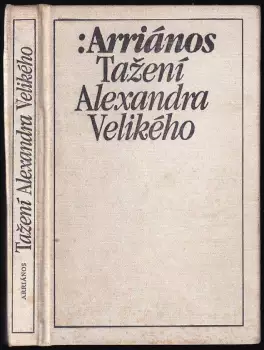 :Arriános
Tažení
Alexandra
Velikého
ARRIÁNOS Tažení Alexandra Velikého